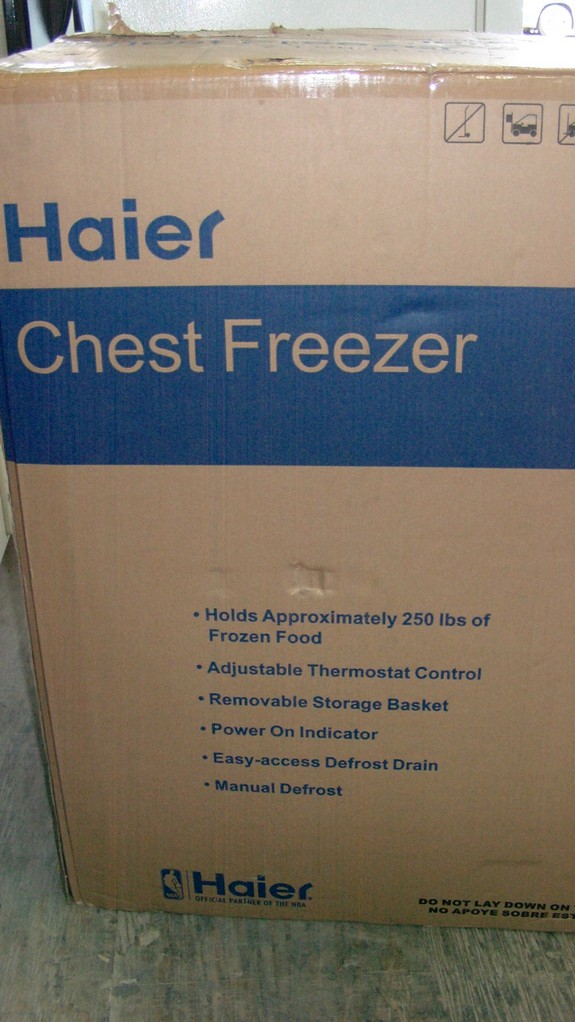 Haier
Chest Freezer
• Holds Approximately 250 lbs of
Frozen Food
• Adjustable Thermostat Control
• Removable Storage Basket
• Power On Indicator
• Easy-access Defrost Drain
• Manual Defrost
Haier
OFFICIAL PARTNER OF THE NBA
DO NOT LAY DOWN ON
NO APOYE SOBRE